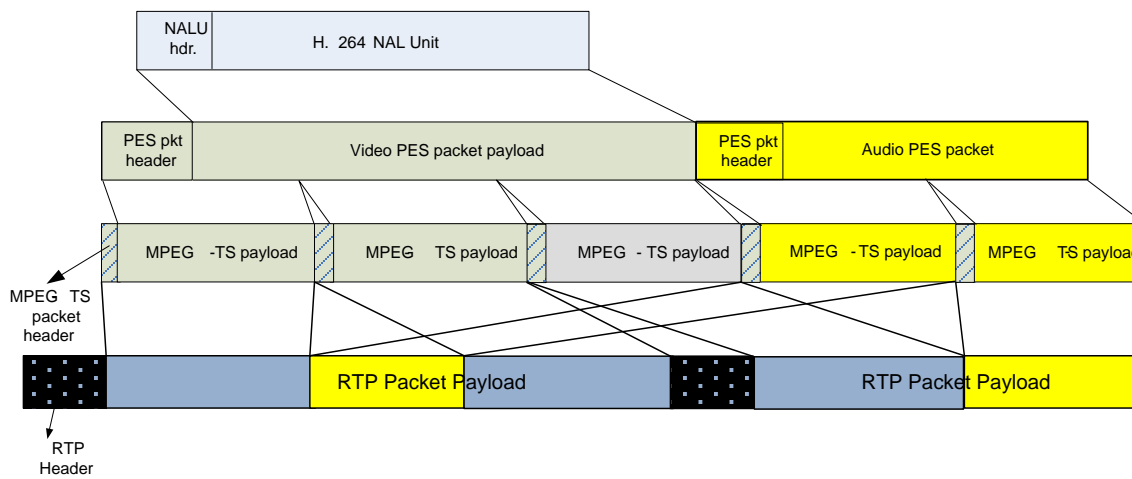 NALU
hdr.
H. 264 NAL Unit
PES pkt
header
Video PES packet payload
PES pkt
header
Audio PES packet
MPEG -TS payload
MPEG TS payload
MPEG - TS payload
MPEG - TS payload
MPEG TS payload
MPEG TS
packet
header
RTP Packet Payload
RTP Packet Payload
RTP
Header